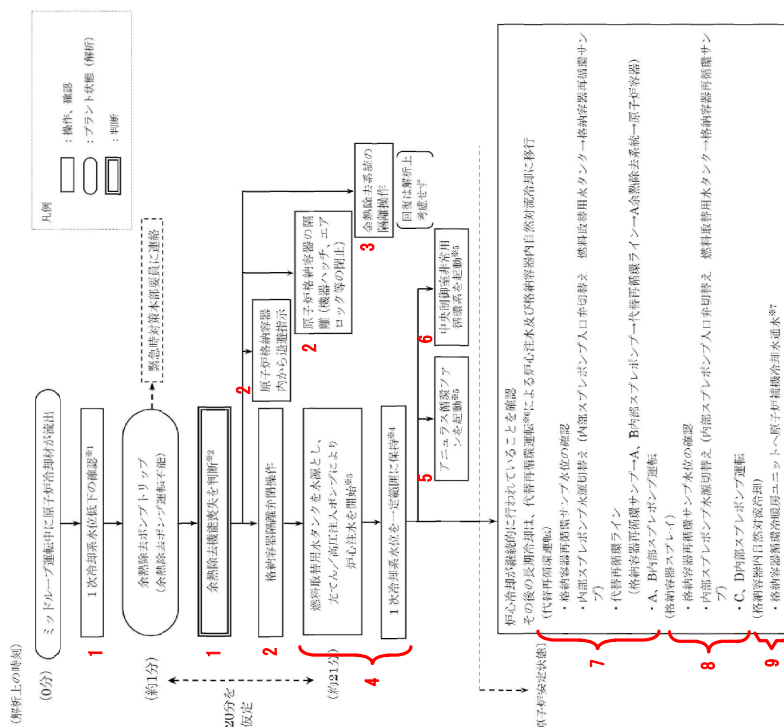 (解析上の時刻)
(0分)
ミッドループ運転中に原子炉冷却材が流出
1次冷却系水位低下の確認※1
1
(約1分)
余熱除去ポンプトリップ
(余熱除去ポンプ運転不能)
緊急時対策本部要員に連絡
余熱除去機能喪失を判断※2
1
20分を
仮定
格納容器隔離弁閉操作
2
原子炉格納容器
内から退避指示
2
原子炉格納容器の隔
離(機器ハッチ、エア
ロック等の閉止)
2
余熱除去系統の
隔離操作
3
回復は解析上
考慮せず
(約21分)
燃料取替用水タンクを水源とし、
充てん/高圧注入ポンプにより
炉心注水を開始※3
1次冷却系水位を一定範囲に保持※4
4
アニュラス循環ファ
ンを起動※5
5
中央制御室非常用
循環系を起動※5
6
凡例
:操作、確認
:プラント状態(解析)
:判断
(原子炉安定状態)
炉心冷却が継続的に行われていることを確認
その後の長期冷却は、代替再循環運転※6による炉心注水及び格納容器内自然対流冷却に移行
(代替再循環運転)
・格納容器再循環サンプ水位の確認
・内部スプレポンプ水源切替え(内部スプレポンプ入口弁切替え 燃料取替用水タンク→格納容器再循環サン
プ)
・代替再循環ライン
(格納容器再循環サンプ→A、B内部スプレポンプ→代替再循環ライン→A余熱除去系統→原子炉容器)
・A、B内部スプレポンプ運転
7
(格納容器スプレイ)
・格納容器再循環サンプ水位の確認
・内部スプレポンプ水源切替え(内部スプレポンプ入口弁切替え 燃料取替用水タンク→格納容器再循環サン
プ)
・C、D内部スプレポンプ運転
8
(格納容器内自然対流冷却)
・格納容器循環冷暖房ユニットへ原子炉補機冷却水通水※7
9